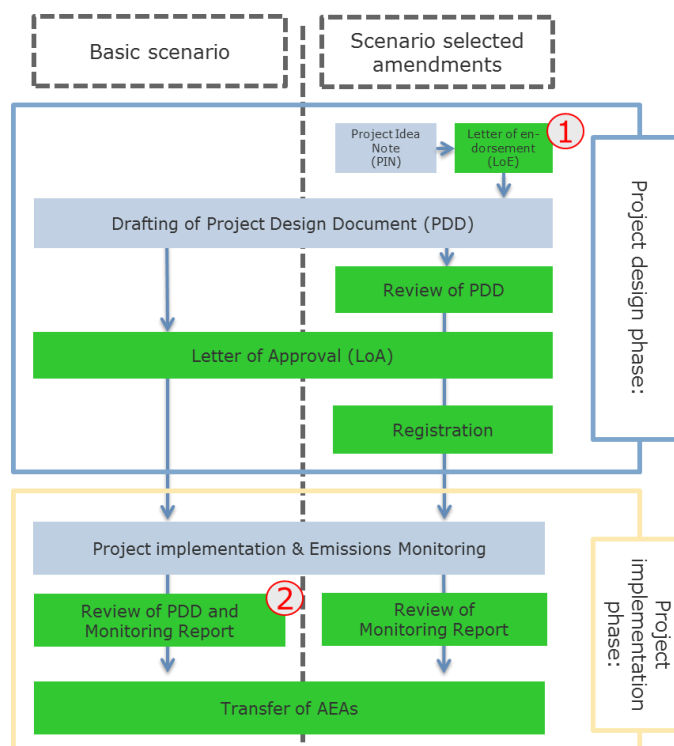 Basic scenario
Scenario selected
amendments
1
Project Idea
Note
(PIN)
Letter of en-
dorsement
(LoE)
Drafting of Project Design Document (PDD)
Review of PDD
Letter of Approval (LoA)
Registration
Project design phase:
Project implementation & Emissions Monitoring
2
Review of PDD and
Monitoring Report
Review of
Monitoring Report
Transfer of AEAs
Project
implementation
phase: